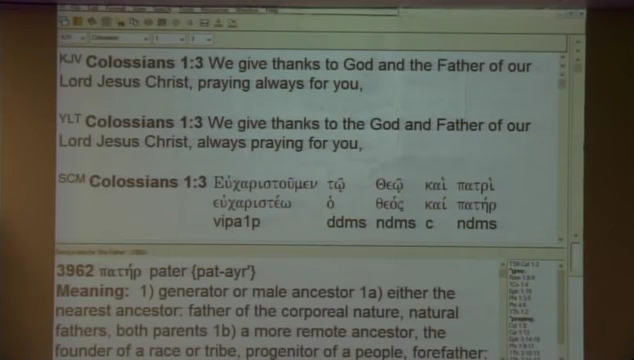 KJV Colossians 1:3 We give thanks to God and the Father of our
Lord Jesus Christ, praying always for you,
YLT Colossians 1:3 We give thanks to the God and Father of our
Lord Jesus Christ, always praying for you,
SCM Colossians 1:3 Εὐχαριστοῦμεν τῷ Θεῷ καὶ πατρὶ
εὐχαριστέω ὁ θεός καί πατήρ
vipa1p ddms ndms c ndms
3962 πατήρ pater {pat-ayr'}
Meaning: 1) generator or male ancestor 1a) either the
nearest ancestor: father of the corporeal nature, natural
fathers, both parents 1b) a more remote ancestor, the
founder of a race or tribe, progenitor of a people, forefather: